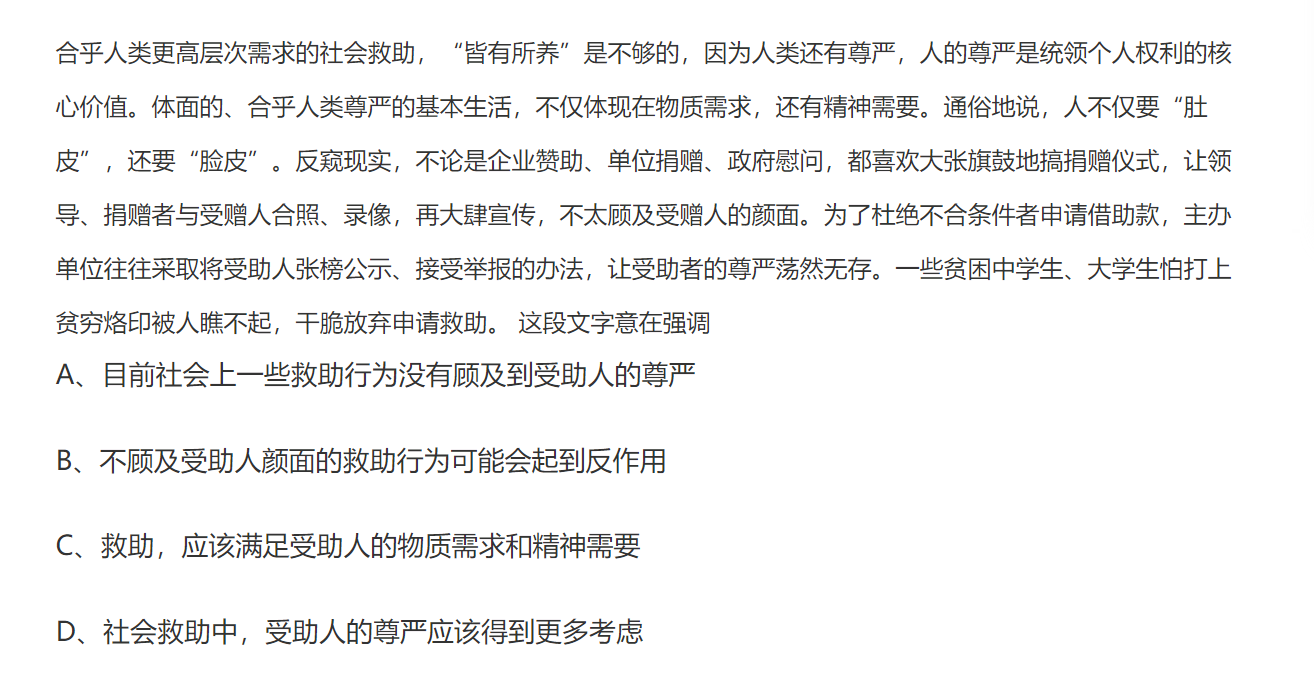 合乎人类更高层次需求的社会救助，“皆有所养”是不够的，因为人类还有尊严，人的尊严是统领个人权利的核
心价值。体面的、合乎人类尊严的基本生活，不仅体现在物质需求，还有精神需要。通俗地说，人不仅要“肚
皮”，还要“脸皮”。反窥现实，不论是企业赞助、单位捐赠、政府慰问，都喜欢大张旗鼓地搞捐赠仪式，让领
导、捐赠者与受赠人合照、录像，再大肆宣传，不太顾及受赠人的颜面。为了杜绝不合条件者申请借助款，主办
单位往往采取将受助人张榜公示、接受举报的办法，让受助者的尊严荡然无存。一些贫困中学生、大学生怕打上
贫穷烙印被人瞧不起，干脆放弃申请救助。 这段文字意在强调
A、目前社会上一些救助行为没有顾及到受助人的尊严
B、不顾及受助人颜面的救助行为可能会起到反作用
C、救助，应该满足受助人的物质需求和精神需要
D、社会救助中，受助人的尊严应该得到更多考虑